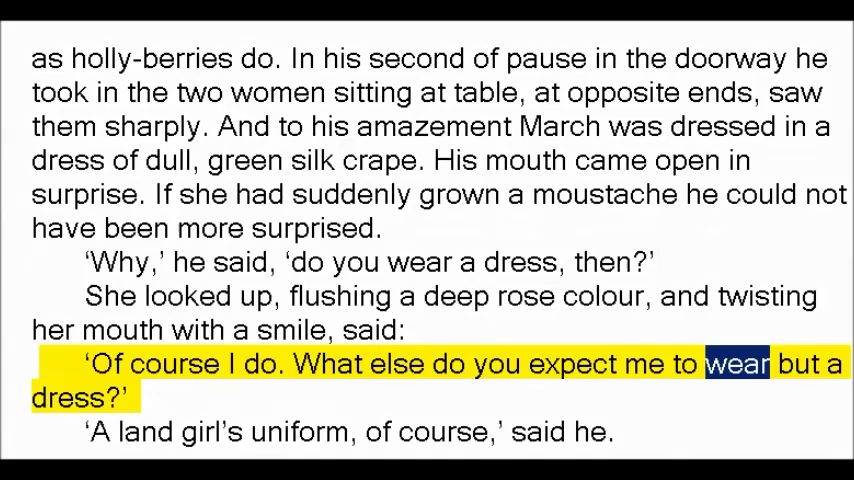 as holly-berries do. In his second of pause in the doorway he
took in the two women sitting at table, at opposite ends, saw
them sharply. And to his amazement March was dressed in a
dress of dull, green silk crape. His mouth came open in
surprise. If she had suddenly grown a moustache he could not
have been more surprised.
‘Why,’ he said, ‘do you wear a dress, then?’
She looked up, flushing a deep rose colour, and twisting
her mouth with a smile, said:
‘Of course I do. What else do you expect me to wear but a
dress?’
‘A land girl’s uniform, of course,’ said he.